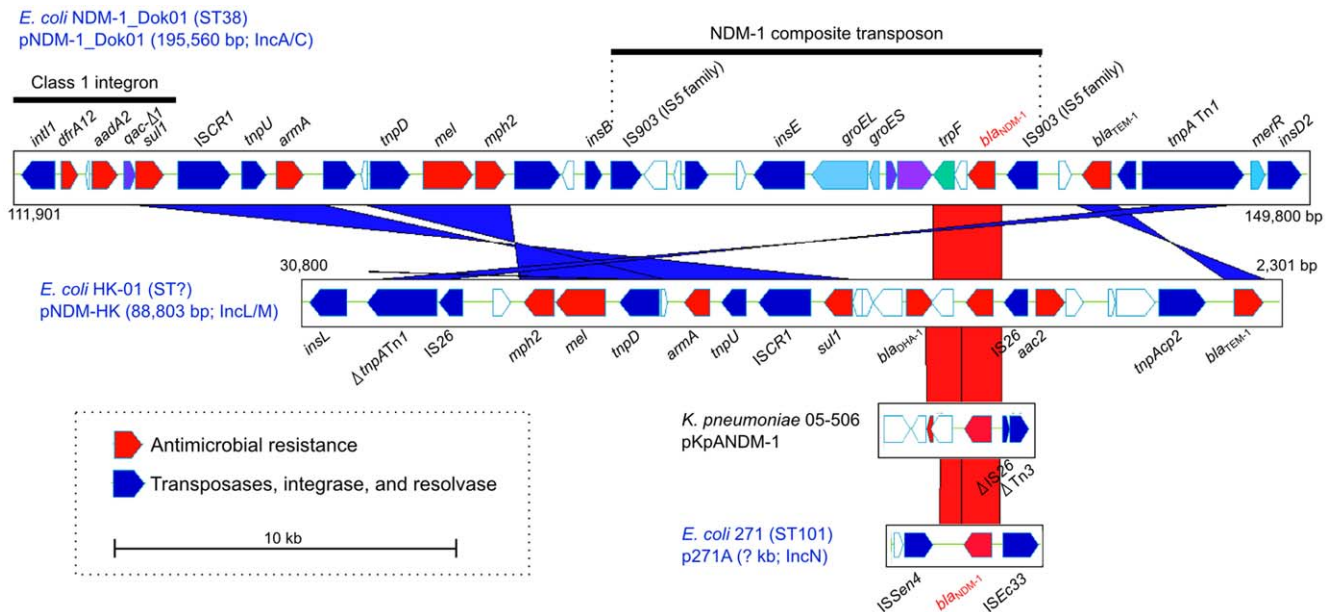 E. coli NDM-1_Dok01 (ST38)
pNDM-1_Dok01 (195,560 bp; IncA/C)
NDM-1 composite transposon
Class 1 integron
intI1
dfrA12
aadA2
qac-Δ1
sul1
ISCR1
tnpU
armA
tnpD
mel
mph2
insB
IS903 (IS5 family)
insE
groEL
groES
trpF
blaNDM-1
IS903 (IS5 family)
blaTEM-1
tnpA Tn1
merR
insD2
111,901
149,800 bp
30,800
2,301 bp
E. coli HK-01 (ST?)
pNDM-HK (88,803 bp; IncL/M)
insL
ΔtnpATn1
IS26
mph2
mel
tnpD
armA
tnpU
ISCR1
sul1
blaDHA-1
IS26
aac2
tnpAcp2
blaTEM-1
K. pneumoniae 05-506
pKpANDM-1
ΔIS26
ΔTn3
Antimicrobial resistance
Transposases, integrase, and resolvase
10 kb
E. coli 271 (ST101)
p271A (? kb; IncN)
ISSen4
blaNDM-1
ISEc33